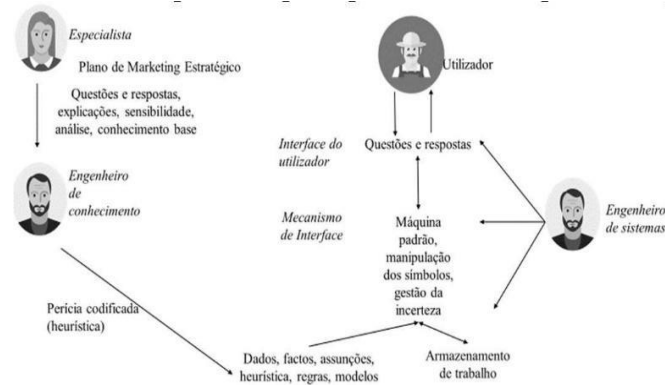 Especialista
Plano de Marketing Estratégico
Questões e respostas,
explicações, sensibilidade,
análise, conhecimento base
Utilizador
Interface do
utilizador
Questões e respostas
Engenheiro
de
conhecimento
Mecanismo
de Interface
Máquina
padrão,
manipulação
dos símbolos,
gestão da
incerteza
Engenheiro
de sistemas
Perícia codificada
(heurística)
Dados, factos, assunções,
heurística, regras, modelos
Armazenamento
de trabalho